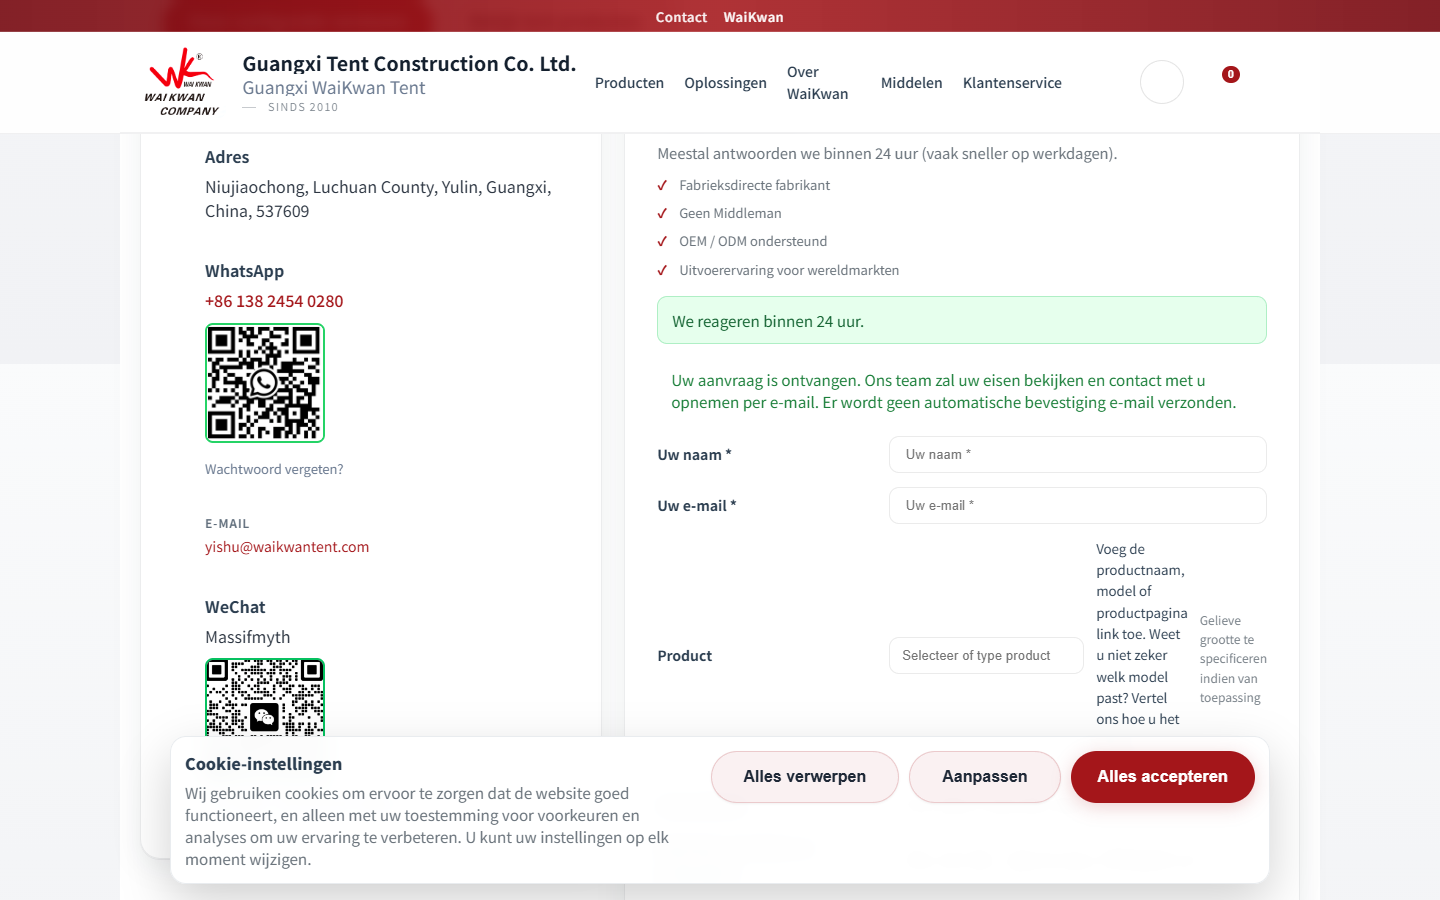 Contact WaiKwan
WAI KWAN
WAI KWAN
COMPANY
Guangxi Tent Construction Co. Ltd.
Guangxi WaiKwan Tent
SINDS 2010
Producten
Oplossingen
Over
WaiKwan
Middelen
Klantenservice
0
Adres
Niujiaochong, Luchuan County, Yulin, Guangxi,
China, 537609
WhatsApp
+86 138 2454 0280
Wachtwoord vergeten?
E-MAIL
yishu@waikwantent.com
WeChat
Massifmyth
Meestal antwoorden we binnen 24 uur (vaak sneller op werkdagen).
✓ Fabrieksdirecte fabrikant
✓ Geen Middleman
✓ OEM / ODM ondersteund
✓ Uitvoerervaring voor wereldmarkten
We reageren binnen 24 uur.
Uw aanvraag is ontvangen. Ons team zal uw eisen bekijken en contact met u
opnemen per e-mail. Er wordt geen automatische bevestiging e-mail verzonden.
Uw naam *
Uw naam *
Uw e-mail *
Uw e-mail *
Product
Selecteer of type product
Voeg de
productnaam,
model of
productpagina
link toe. Weet
u niet zeker
welk model
past? Vertel
ons hoe u het
Gelieve
grootte te
specificeren
indien van
toepassing
Cookie-instellingen
Wij gebruiken cookies om ervoor te zorgen dat de website goed
functioneert, en alleen met uw toestemming voor voorkeuren en
analyses om uw ervaring te verbeteren. U kunt uw instellingen op elk
moment wijzigen.
Alles verwerpen
Aanpassen
Alles accepteren